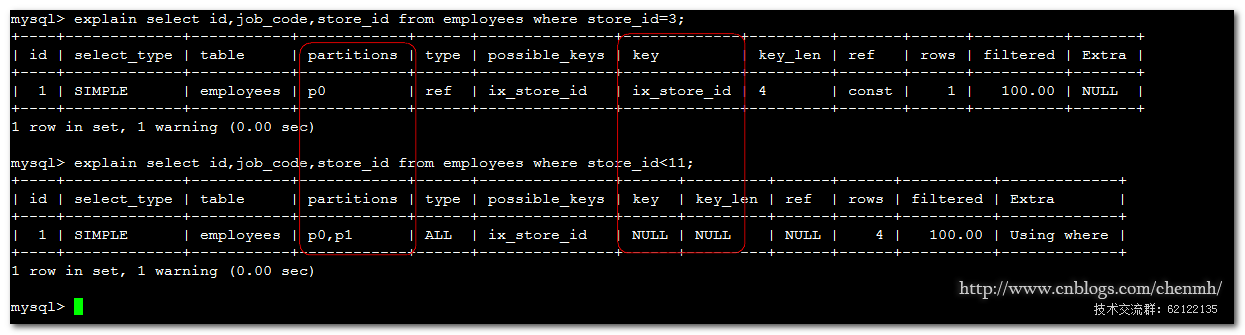 mysql> explain select id,job_code,store_id from employees where store_id=3;
+----+-------------+-----------+------------+------+---------------+-------------+---------+-------+------+----------+-------+
| id | select_type | table     | partitions | type | possible_keys | key         | key_len | ref   | rows | filtered | Extra |
+----+-------------+-----------+------------+------+---------------+-------------+---------+-------+------+----------+-------+
|  1 | SIMPLE      | employees | p0         | ref  | ix_store_id   | ix_store_id | 4       | const |    1 |   100.00 | NULL  |
+----+-------------+-----------+------------+------+---------------+-------------+---------+-------+------+----------+-------+
1 row in set, 1 warning (0.00 sec)
mysql> explain select id,job_code,store_id from employees where store_id<11;
+----+-------------+-----------+------------+------+---------------+------+---------+------+------+----------+-------------+
| id | select_type | table     | partitions | type | possible_keys | key  | key_len | ref  | rows | filtered | Extra       |
+----+-------------+-----------+------------+------+---------------+------+---------+------+------+----------+-------------+
|  1 | SIMPLE      | employees | p0,p1      | ALL  | ix_store_id   | NULL | NULL    | NULL |    4 |   100.00 | Using where |
+----+-------------+-----------+------------+------+---------------+------+---------+------+------+----------+-------------+
1 row in set, 1 warning (0.00 sec)
http://www.cnblogs.com/chenmh/
mysql>
技术交流群：62122135